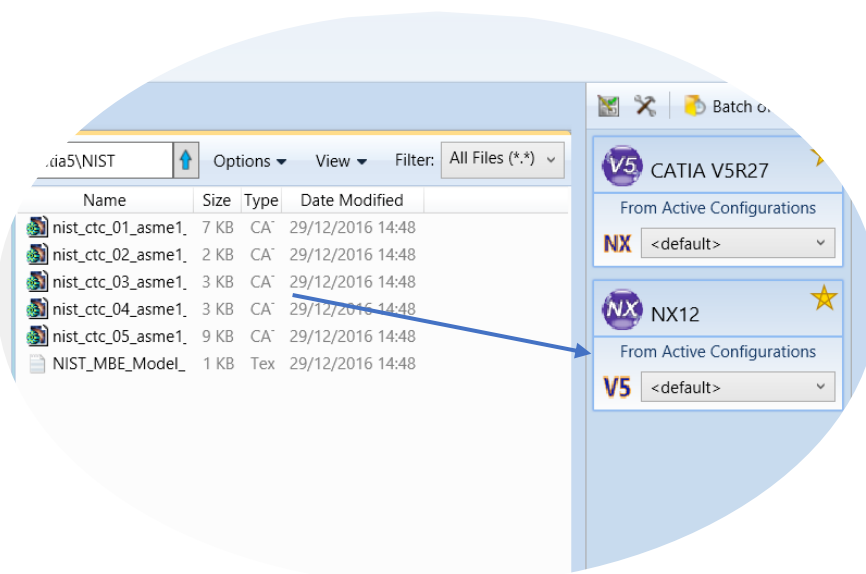 Batch o
..tia5\NIST Options View Filter: All Files (*.*)
Name Size Type Date Modified
nist_ctc_01_asme1_ 7 KB CA 29/12/2016 14:48
nist_ctc_02_asme1_ 2 KB CA 29/12/2016 14:48
nist_ctc_03_asme1_ 3 KB CA 29/12/2016 14:48
nist_ctc_04_asme1_ 3 KB CA 29/12/2016 14:48
nist_ctc_05_asme1_ 9 KB CA 29/12/2016 14:48
NIST_MBE_Model_ 1 KB Tex 29/12/2016 14:48
V5 CATIA V5R27
From Active Configurations
NX <default>
NX NX12
From Active Configurations
V5 <default>